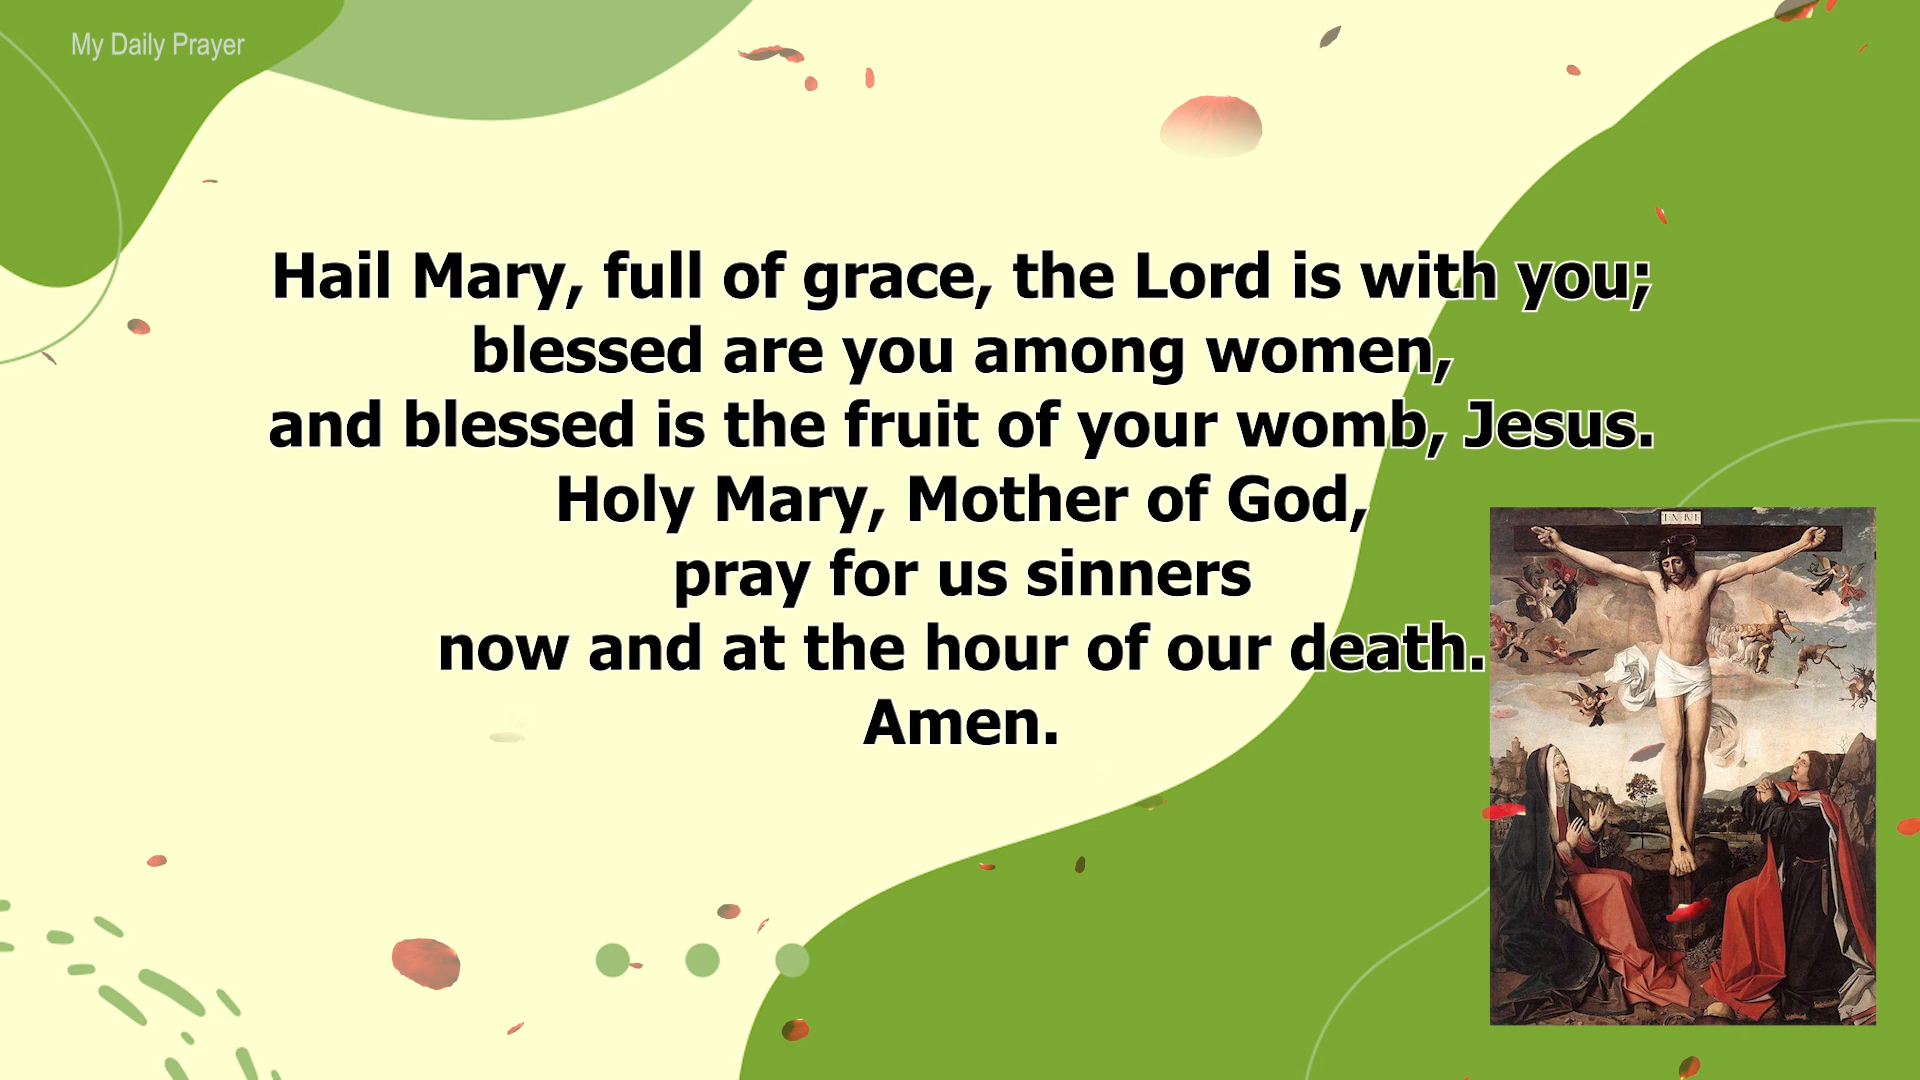 My Daily Prayer
Hail Mary, full of grace, the Lord is with you;
blessed are you among women,
and blessed is the fruit of your womb, Jesus.
Holy Mary, Mother of God,
pray for us sinners
now and at the hour of our death.
Amen.
INRI